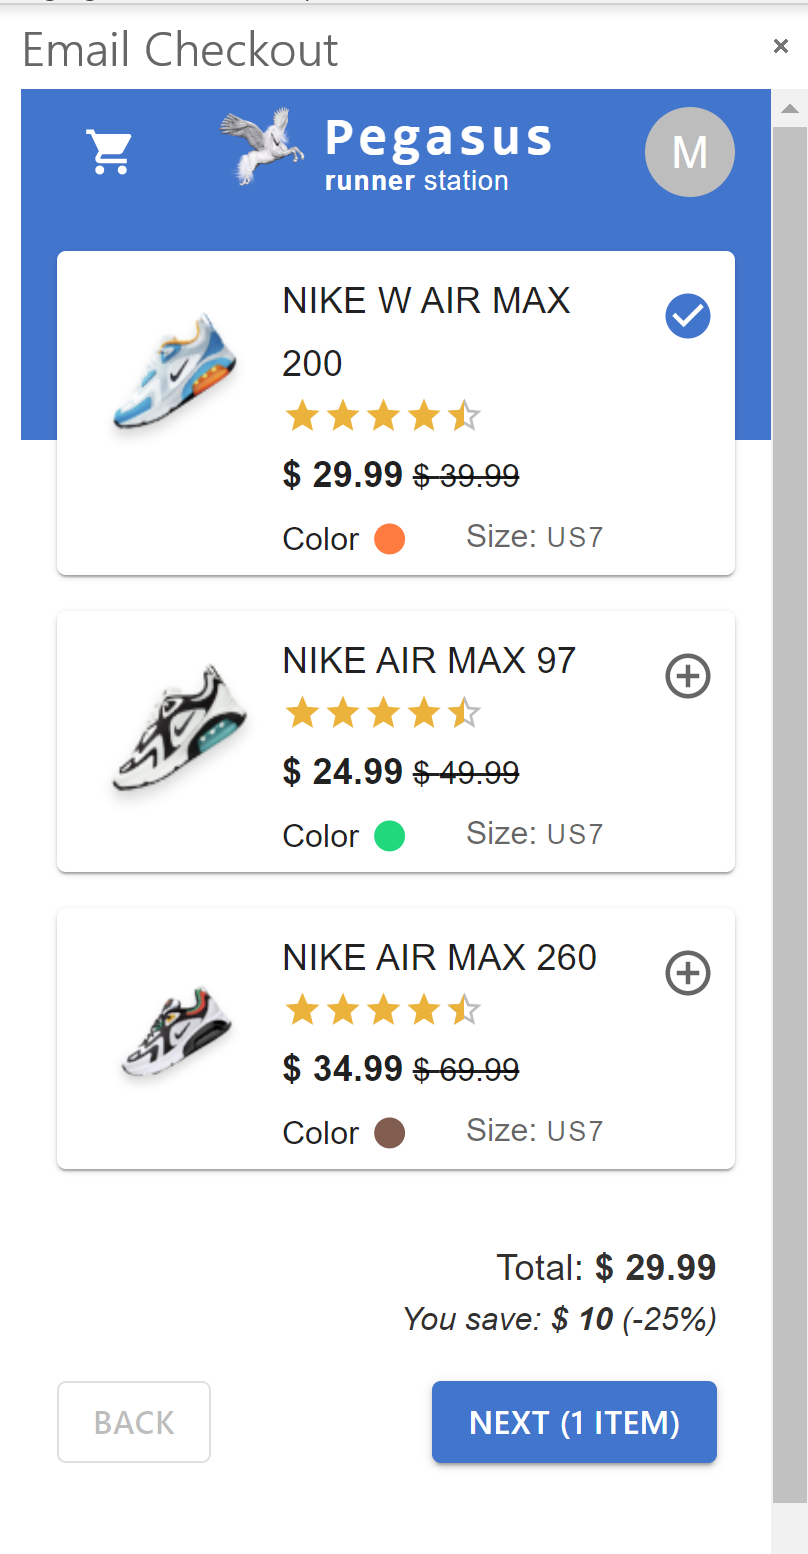 Email Checkout
×
Pegasus
runner station
M
NIKE W AIR MAX
200
$ 29.99 $ 39.99
Color
Size: US7
NIKE AIR MAX 97
$ 24.99 $ 49.99
Color
Size: US7
NIKE AIR MAX 260
$ 34.99 $ 69.99
Color
Size: US7
Total: $ 29.99
You save: $ 10 (-25%)
BACK
NEXT (1 ITEM)